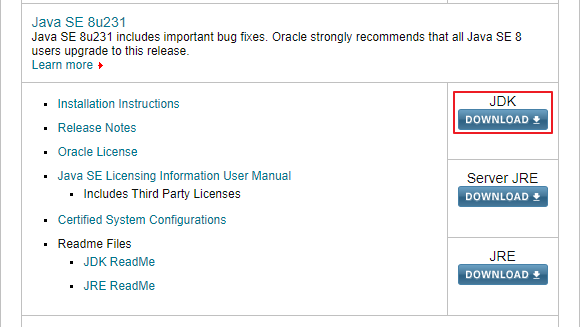 Java SE 8u231
Java SE 8u231 includes important bug fixes. Oracle strongly recommends that all Java SE 8
users upgrade to this release.
Learn more
Installation Instructions
Release Notes
Oracle License
Java SE Licensing Information User Manual
Includes Third Party Licenses
Certified System Configurations
Readme Files
JDK ReadMe
JRE ReadMe
JDK
DOWNLOAD
Server JRE
DOWNLOAD
JRE
DOWNLOAD